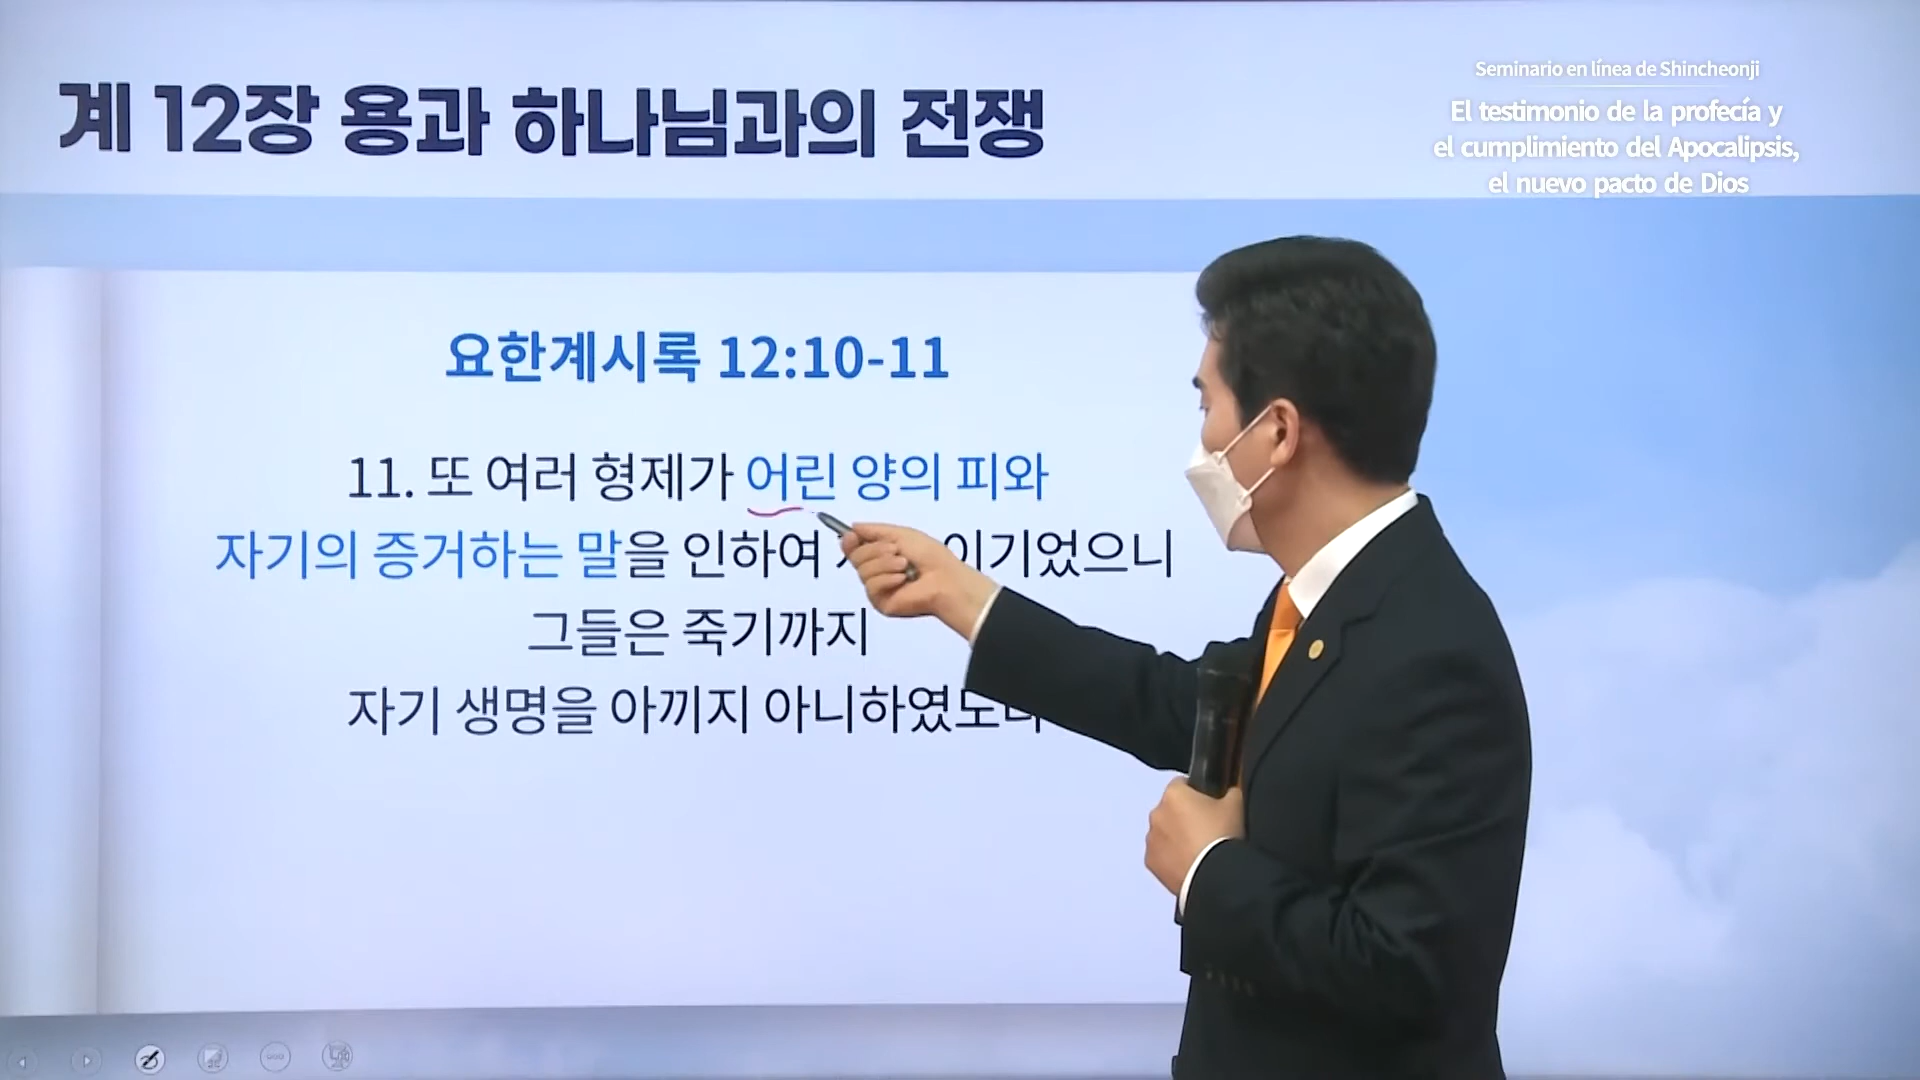 계 12장 용과 하나님과의 전쟁
Seminario en línea de Shincheonji
El testimonio de la profecía y
el cumplimiento del Apocalipsis,
el nuevo pacto de Dios
요한계시록 12:10-11
11. 또 여러 형제가 어린 양의 피와
자기의 증거하는 말을 인하여 이기었으니
그들은 죽기까지
자기 생명을 아끼지 아니하였